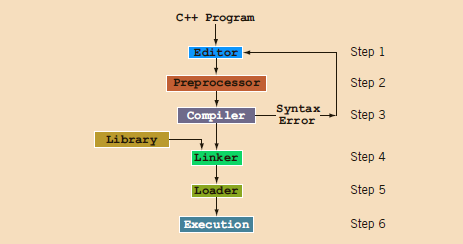 C++ Program
Editor
Step 1
Preprocessor
Step 2
Compiler
Syntax
Error
Step 3
Library
Linker
Step 4
Loader
Step 5
Execution
Step 6